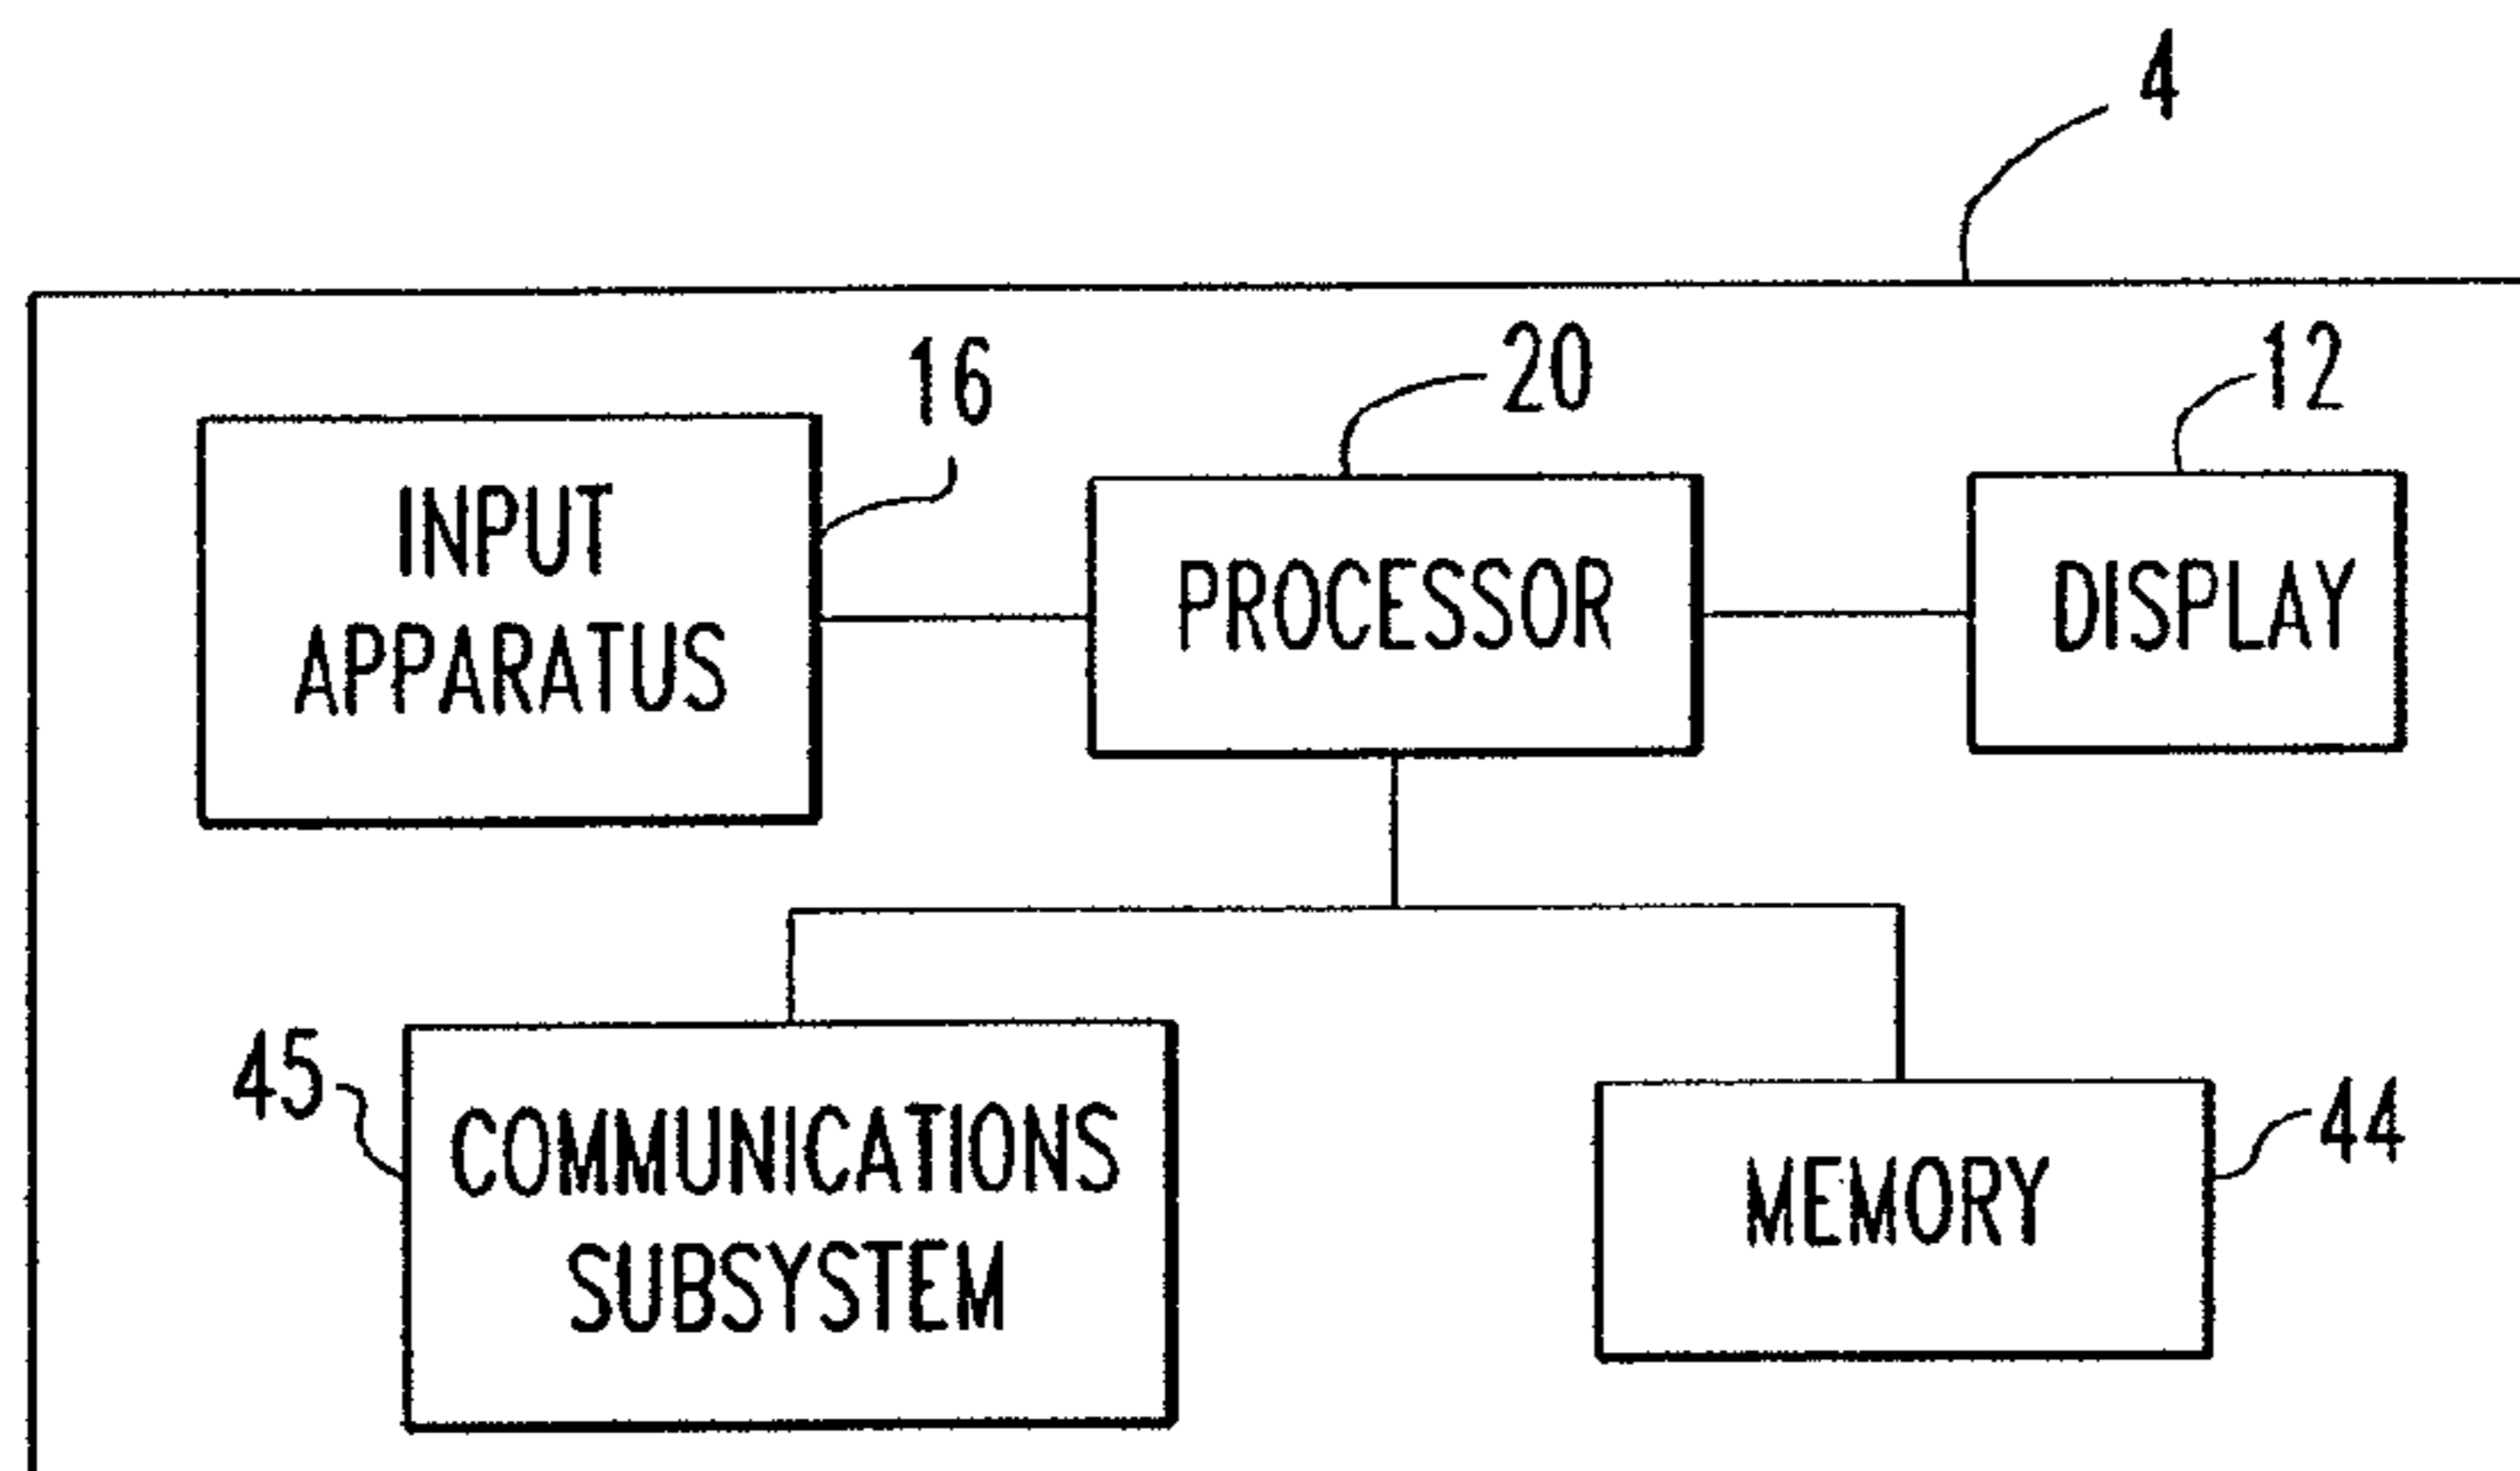 4
16
20
12
INPUT
APPARATUS
PROCESSOR
DISPLAY
45
COMMUNICATIONS
SUBSYSTEM
44
MEMORY